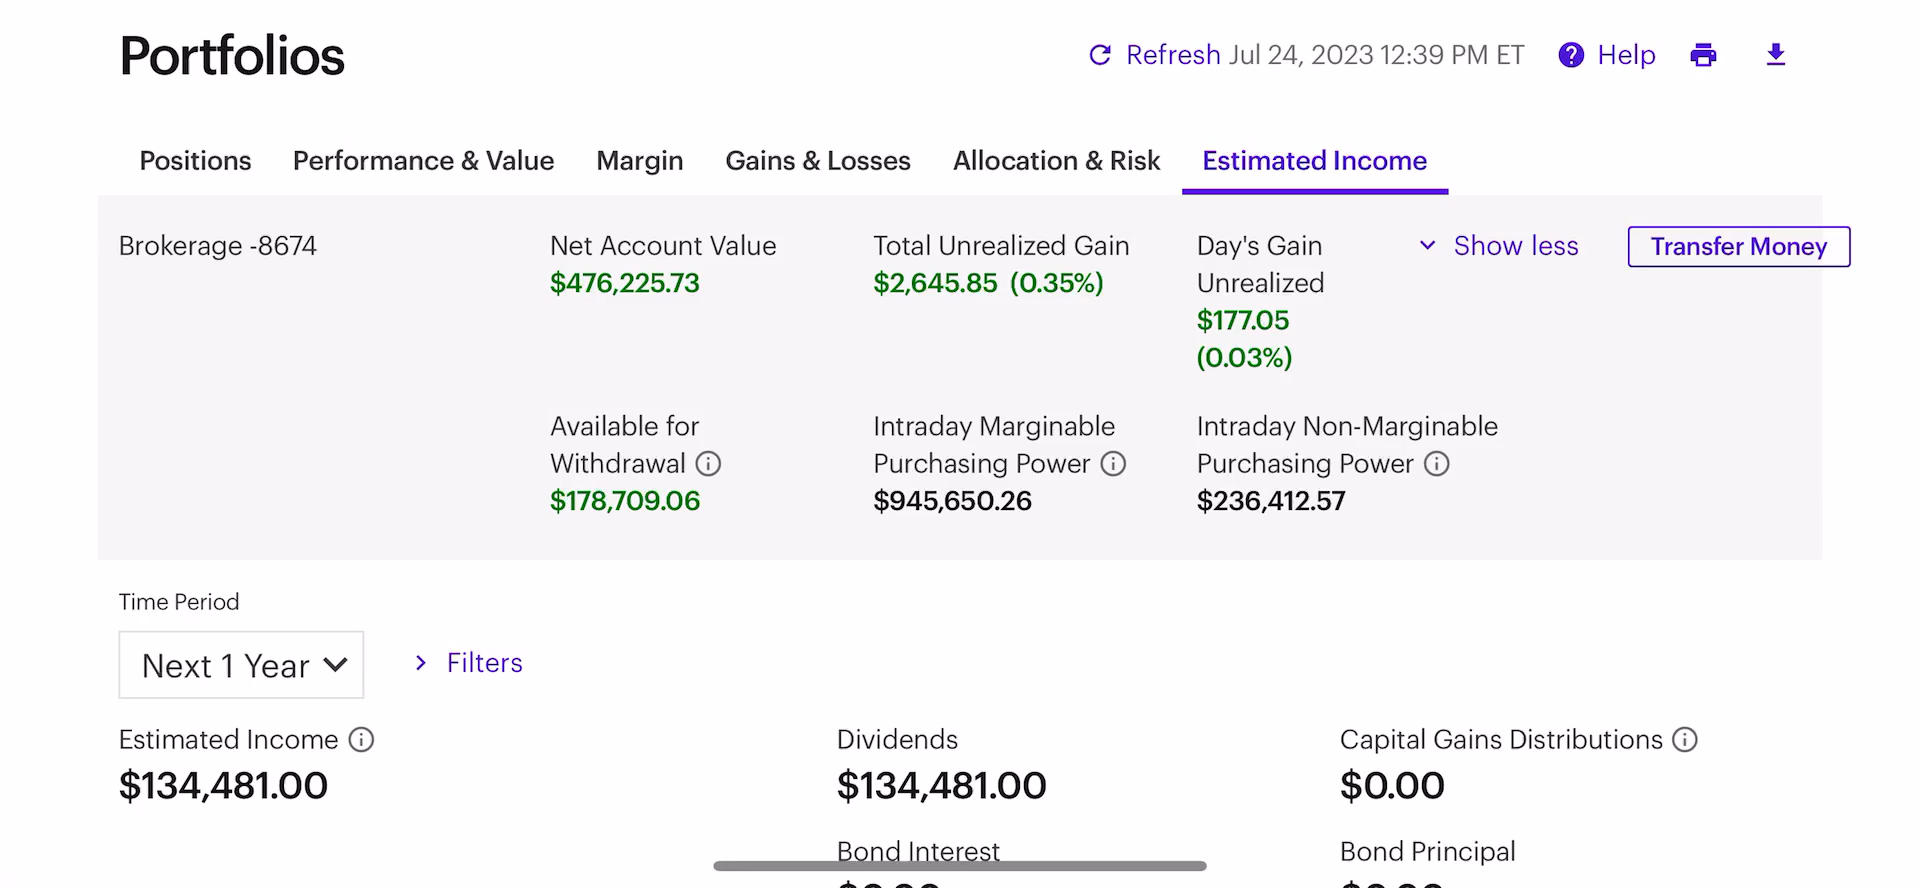 Portfolios
Refresh Jul 24, 2023 12:39 PM ET
Help
Positions
Performance & Value
Margin
Gains & Losses
Allocation & Risk
Estimated Income
Brokerage -8674
Net Account Value
$476,225.73
Total Unrealized Gain
$2,645.85 (0.35%)
Day's Gain
Unrealized
$177.05
(0.03%)
Show less
Transfer Money
Available for
Withdrawal
$178,709.06
Intraday Marginable
Purchasing Power
$945,650.26
Intraday Non-Marginable
Purchasing Power
$236,412.57
Time Period
Next 1 Year
Filters
Estimated Income
$134,481.00
Dividends
$134,481.00
Capital Gains Distributions
$0.00
Bond Interest
Bond Principal